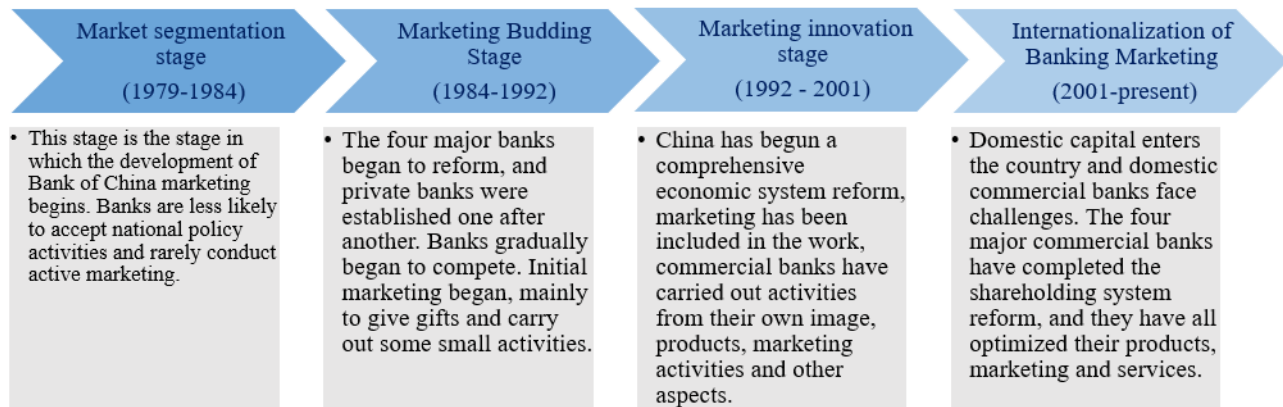 Market segmentation
stage
(1979-1984)
• This stage is the stage in
which the development of
Bank of China marketing
begins. Banks are less likely
to accept national policy
activities and rarely conduct
active marketing.
Marketing Budding
Stage
(1984-1992)
• The four major banks
began to reform, and
private banks were
established one after
another. Banks gradually
began to compete. Initial
marketing began, mainly
to give gifts and carry
out some small activities.
Marketing innovation
stage
(1992 - 2001)
• China has begun a
comprehensive
economic system reform,
marketing has been
included in the work,
commercial banks have
carried out activities
from their own image,
products, marketing
activities and other
aspects.
Internationalization of
Banking Marketing
(2001-present)
• Domestic capital enters
the country and domestic
commercial banks face
challenges. The four
major commercial banks
have completed the
shareholding system
reform, and they have all
optimized their products,
marketing and services.